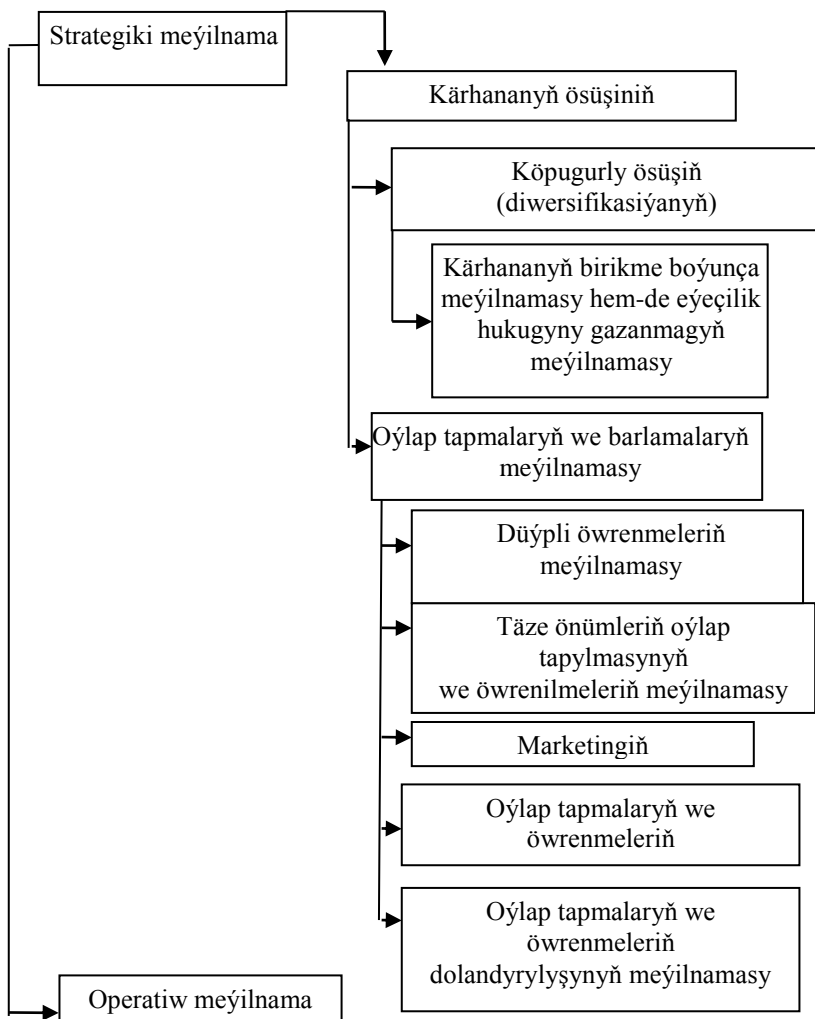 Strategiki meýilnama
Kärhananyň ösüşiniň
Köpugurly ösüşiň
(diwersifikasiýanyň)
Kärhananyň birikme boýunça
meýilnamasy hem-de eýeçilik
hukugyny gazanmagyň
meýilnamasy
Oýlap tapmalaryň we barlamalaryň
meýilnamasy
Düýpli öwrenmeleriň
meýilnamasy
Täze önümleriň oýlap
tapylmasynyň
we öwrenilmeleriň meýilnamasy
Marketingiň
Oýlap tapmalaryň we
öwrenmeleriň
Oýlap tapmalaryň we
öwrenmeleriň
dolandyrylyşynyň meýilnamasy
Operatiw meýilnama